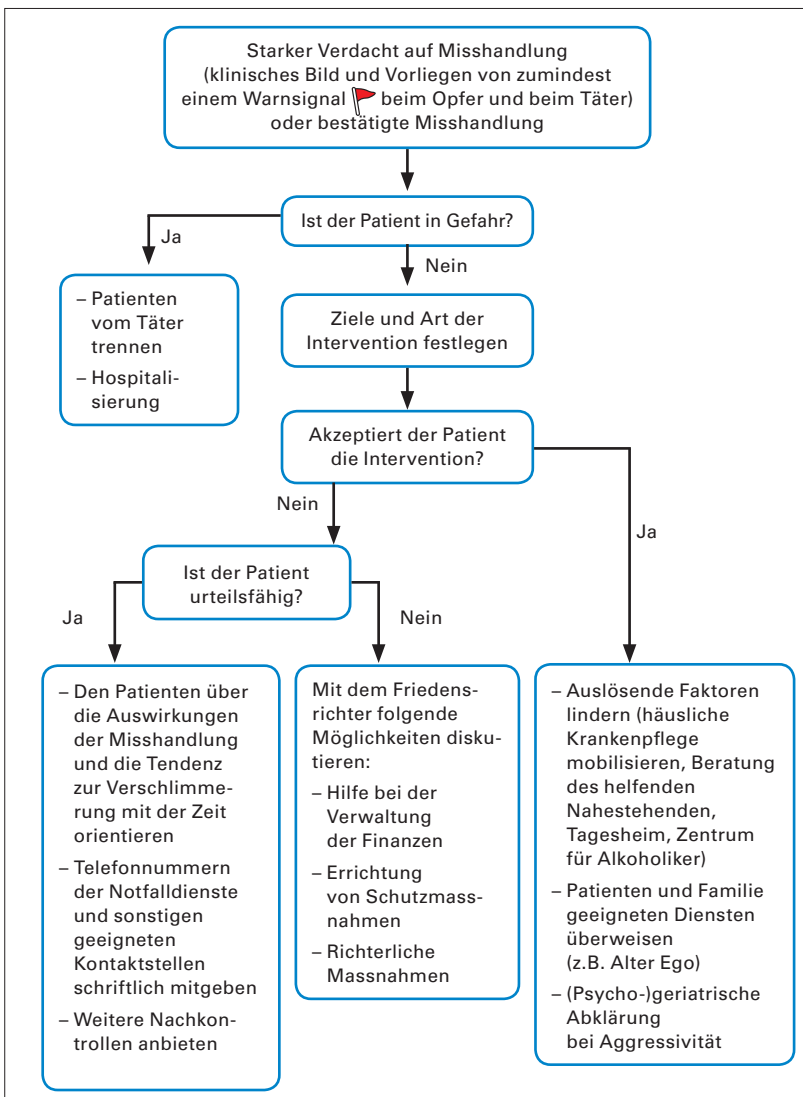 Starker Verdacht auf Misshandlung
(klinisches Bild und Vorliegen von zumindest
einem Warnsignal beim Opfer und beim Täter)
oder bestätigte Misshandlung
Ist der Patient in Gefahr?
Ja
Nein
– Patienten
vom Täter
trennen
– Hospitali-
sierung
Ziele und Art der
Intervention festlegen
Akzeptiert der Patient
die Intervention?
Nein
Ja
Ist der Patient
urteilsfähig?
Ja
Nein
– Den Patienten über
die Auswirkungen
der Misshandlung
und die Tendenz
zur Verschlimme-
rung mit der Zeit
orientieren
– Telefonnummern
der Notfalldienste
und sonstigen
geeigneten
Kontaktstellen
schriftlich mitgeben
– Weitere Nachkon-
trollen anbieten
Mit dem Friedens-
richter folgende
Möglichkeiten disku-
tieren:
– Hilfe bei der
Verwaltung
der Finanzen
– Errichtung
von Schutzmass-
nahmen
– Richterliche
Massnahmen
– Auslösende Faktoren
lindern (häusliche
Krankenpflege
mobilisieren, Beratung
des helfenden
Nahestehenden,
Tagesheim, Zentrum
für Alkoholiker)
– Patienten und Familie
geeigneten Diensten
überweisen
(z.B. Alter Ego)
– (Psycho-)geriatrische
Abklärung
bei Aggressivität